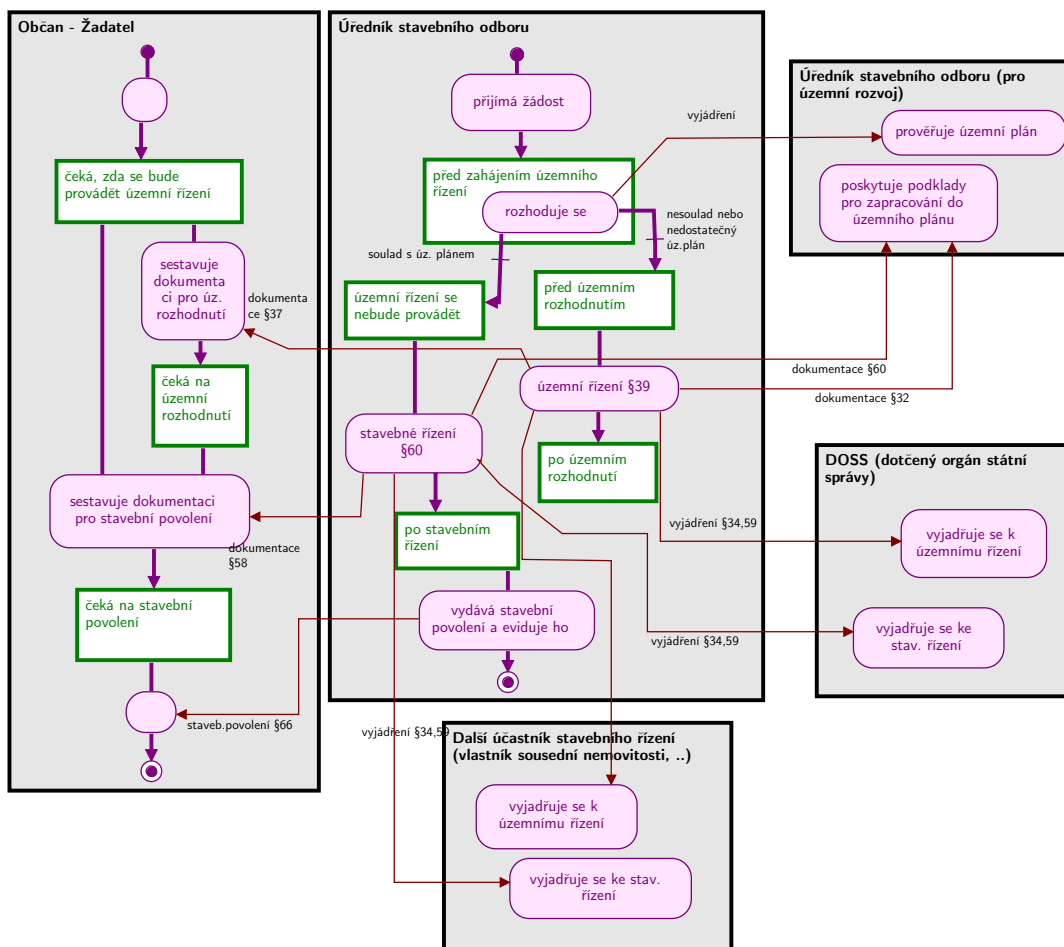 Občan - Žadatel
čeká, zda se bude
provádět územní řízení
sestavuje
dokumenta
ci pro úz.
rozhodnutí
dokumenta
ce §37
čeká na
územní
rozhodnutí
sestavuje dokumentaci
pro stavební povolení
dokumentace
§58
čeká na stavební
povolení
staveb.povolení §66
Úředník stavebního odboru
přijímá žádost
před zahájením územního
řízení
rozhoduje se
soulad s úz. plánem
nesoulad nebo
nedostatečný
úz.plán
územní řízení se
nebude provádět
před územním
rozhodnutím
územní řízení §39
stavebné řízení
§60
po územním
rozhodnutí
po stavebním
řízení
vydává stavební
povolení a eviduje ho
vyjádření
Úředník stavebního odboru (pro
územní rozvoj)
prověřuje územní plán
poskytuje podklady
pro zapracování do
územního plánu
dokumentace §60
dokumentace §32
DOSS (dotčený orgán státní
správy)
vyjádření §34,59
vyjadřuje se k
územnímu řízení
vyjádření §34,59
vyjadřuje se ke
stav. řízení
vyjádření §34,59
Další účastník stavebního řízení
(vlastník sousední nemovitosti, ..)
vyjadřuje se k
územnímu řízení
vyjadřuje se ke stav.
řízení